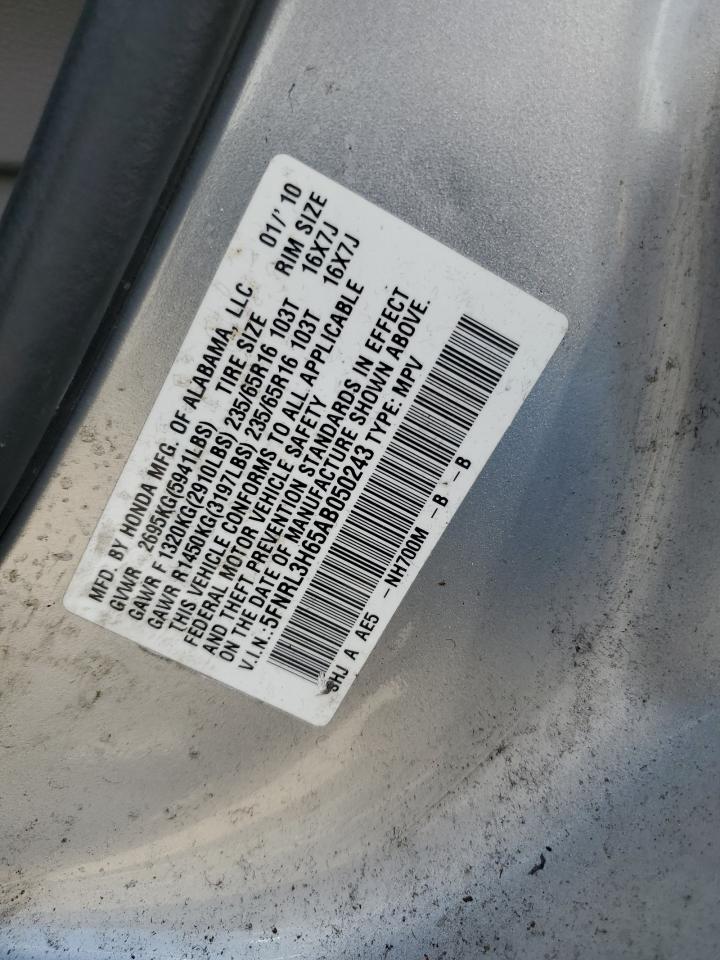 MFD. BY HONDA MFG. OF ALABAMA, LLC 01/'10
GVWR 2695KG(5941LBS) TIRE SIZE RIM SIZE
GAWR F 1320KG(2910LBS) 235/65R16 103T 16X7J
GAWR R1450KG(3197LBS) 235/65R16 103T 16X7J
THIS VEHICLE CONFORMS TO ALL APPLICABLE
FEDERAL MOTOR VEHICLE SAFETY
AND THEFT PREVENTION STANDARDS IN EFFECT
ON THE DATE OF MANUFACTURE SHOWN ABOVE.
V.I.N.:5FNRL3H65AB050243 TYPE: MPV
SHJ A AE5 -NH700M -B -B